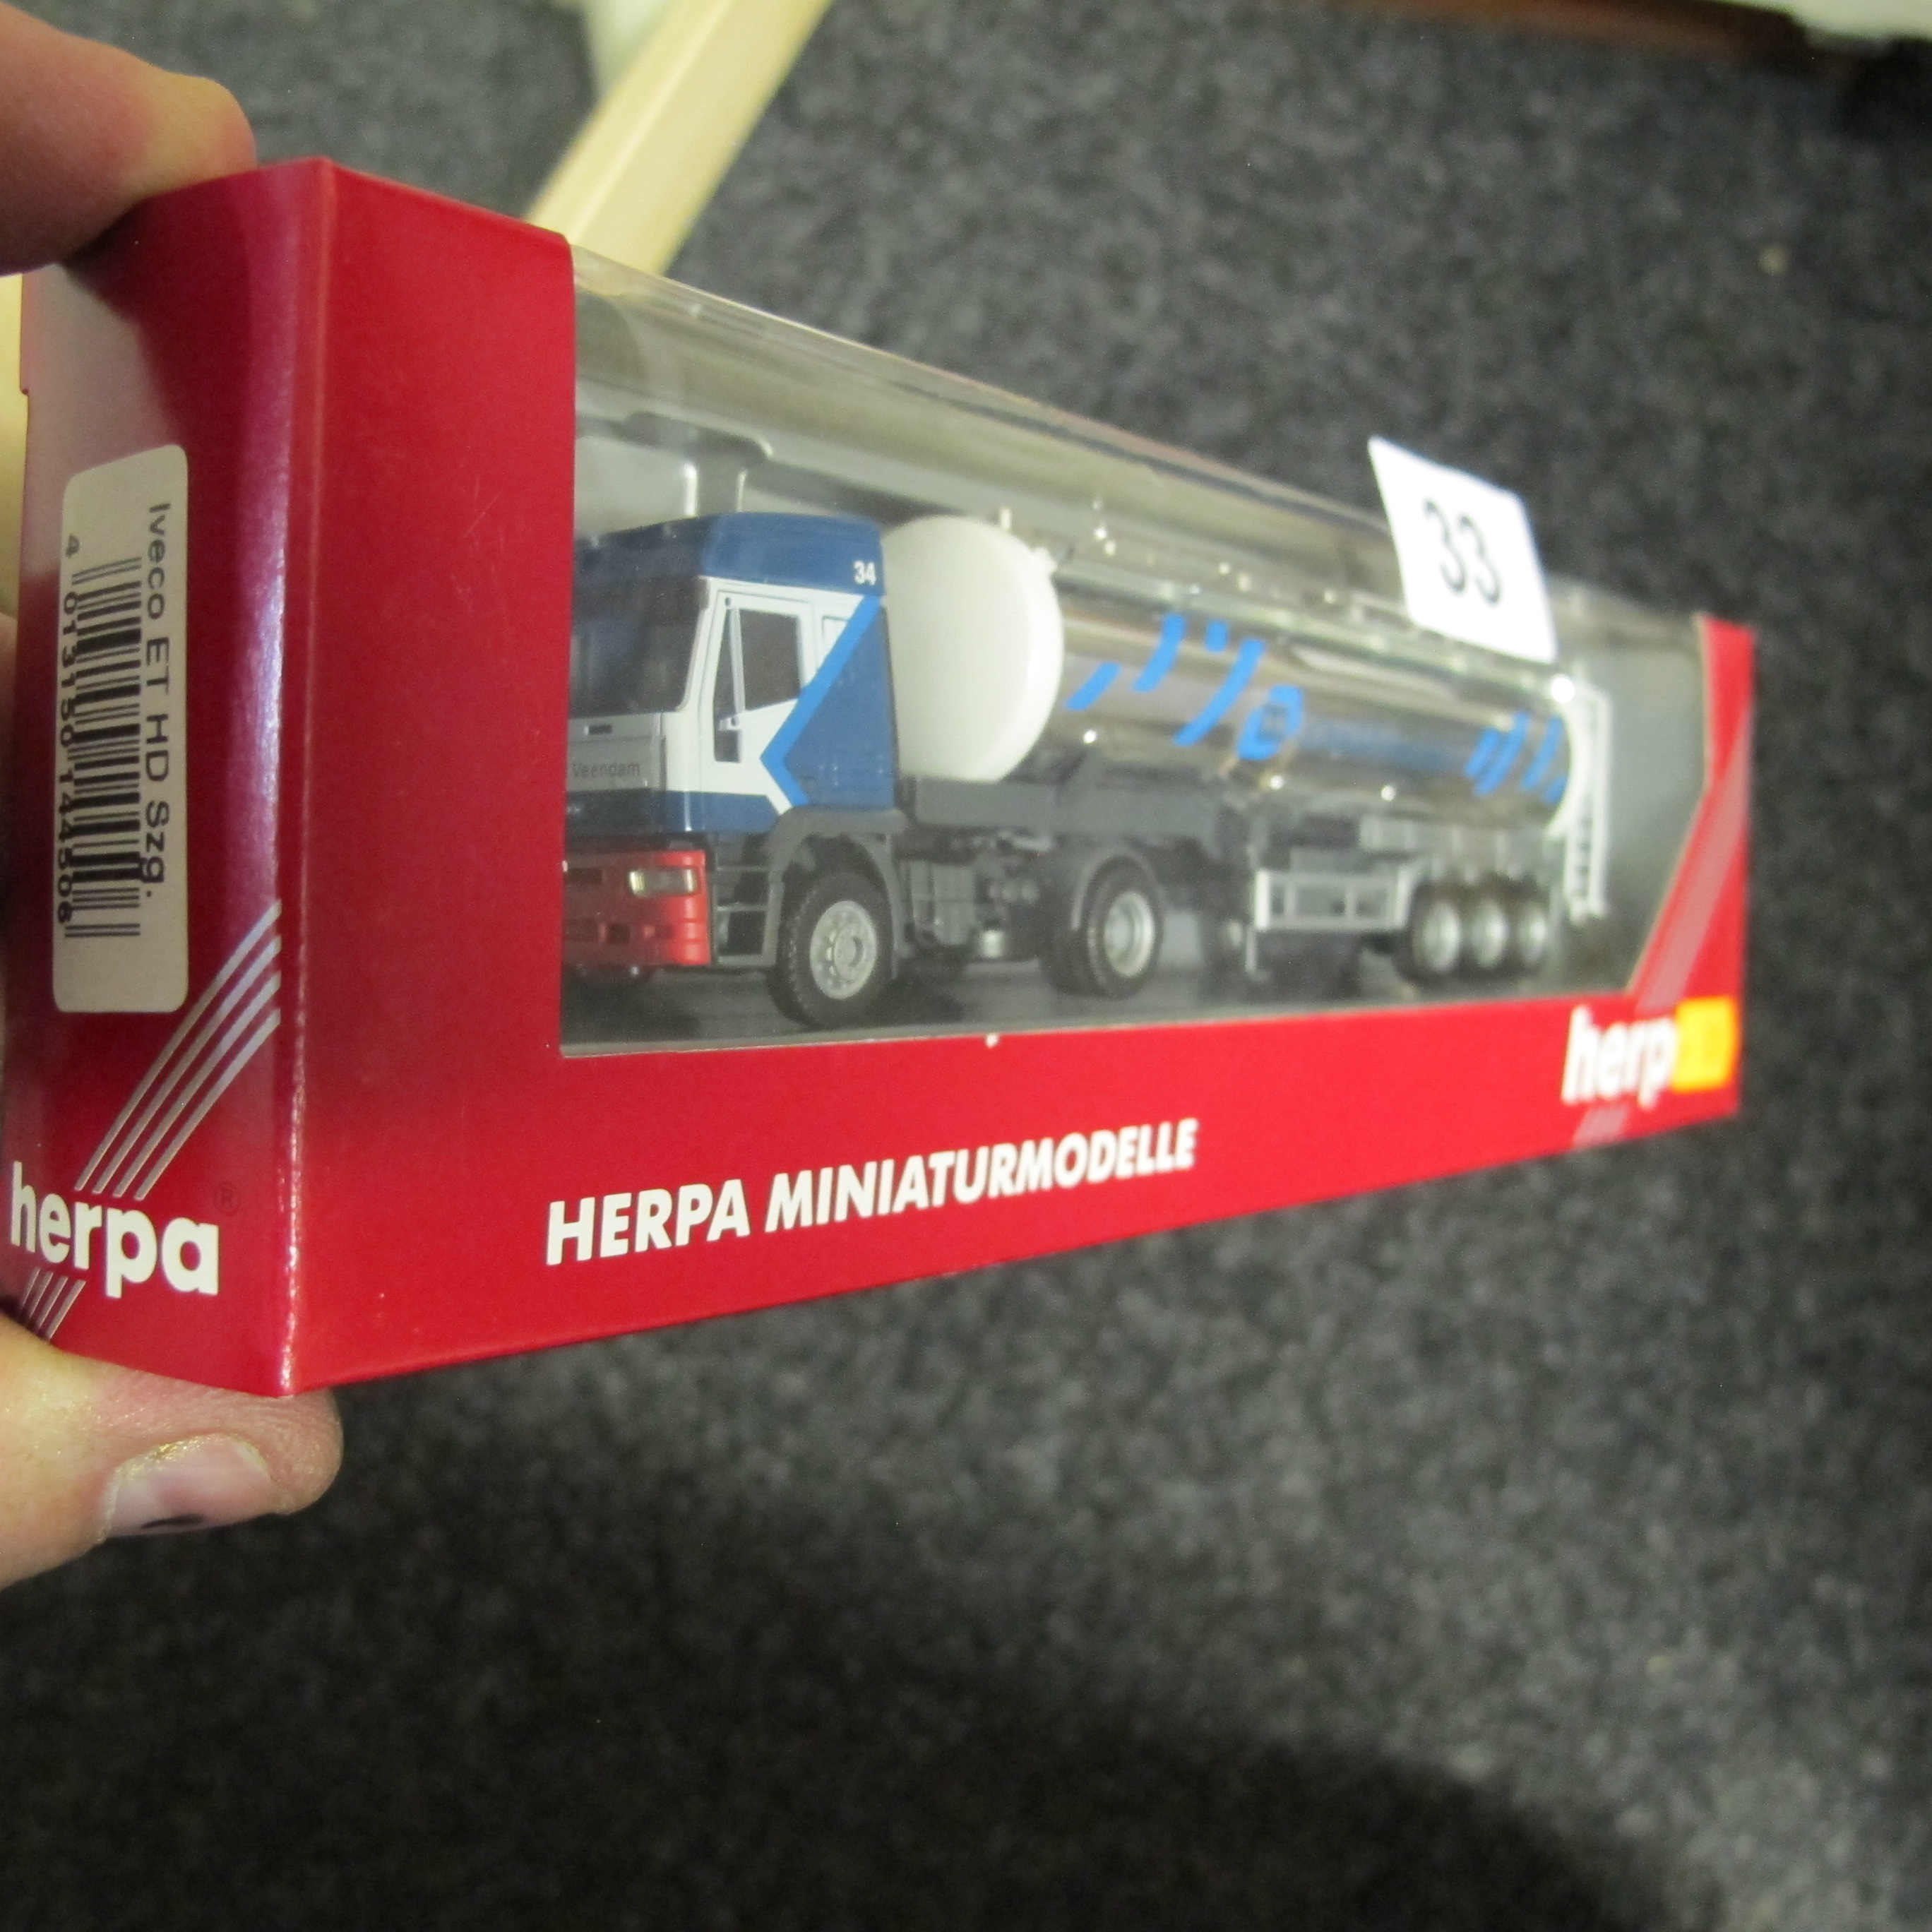 Iveco ET HD Szg.
4 013150 144506
herpa®
34
Veendam
33
HERPA MINIATURMODELLE
herpa